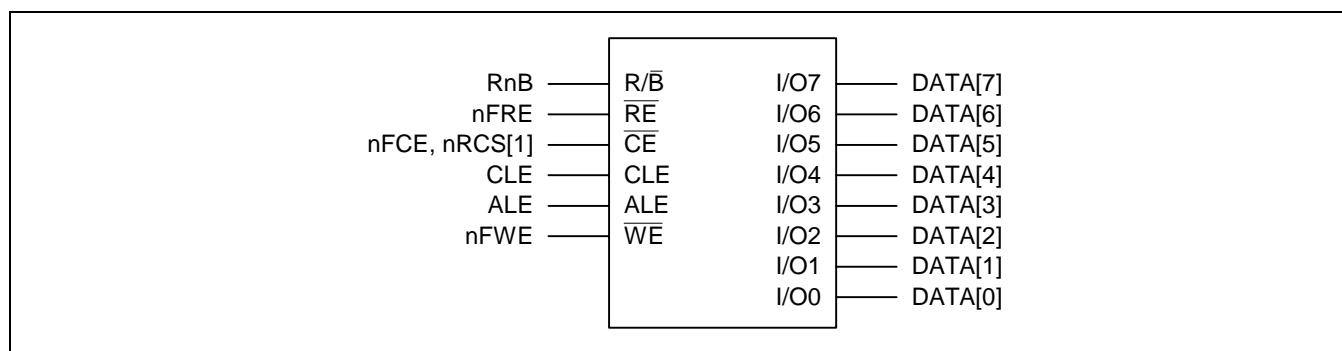 RnB R/B̅ I/O7 DATA[7]
nFRE R̅E̅ I/O6 DATA[6]
nFCE, nRCS[1] C̅E̅ I/O5 DATA[5]
CLE CLE I/O4 DATA[4]
ALE ALE I/O3 DATA[3]
nFWE W̅E̅ I/O2 DATA[2]
I/O1 DATA[1]
I/O0 DATA[0]